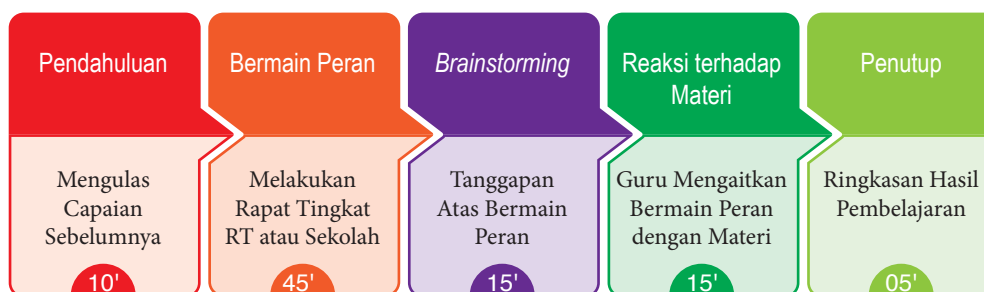 Pendahuluan
Mengulas
Capaian
Sebelumnya
10'
Bermain Peran
Melakukan
Rapat Tingkat
RT atau Sekolah
45'
Brainstorming
Tanggapan
Atas Bermain
Peran
15'
Reaksi terhadap
Materi
Guru Mengaitkan
Bermain Peran
dengan Materi
15'
Penutup
Ringkasan Hasil
Pembelajaran
05'